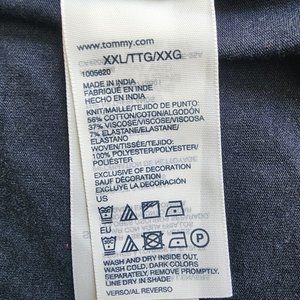 www.tommy.com
XXL/TTG/XXG
1005620
MADE IN INDIA
FABRIQUÉ EN INDE
HECHO EN INDIA
KNIT/MAILLE/TEJIDO DE PUNTO:
56% COTTON/COTON/ALGODÓN
37% VISCOSE/VISCOSE/VISCOSA
7% ELASTANE/ÉLASTHANNE/
ELASTANO
WOVEN/TISSU/TEJIDO:
100% POLYESTER/POLYESTER/
POLIÉSTER
EXCLUSIVE OF DECORATION
SAUF DÉCORATION
EXCLUYE LA DECORACIÓN
US
EU
WASH AND DRY INSIDE OUT,
WASH COLD, DARK COLORS
SEPARATELY, REMOVE PROMPTLY,
LINE DRY IN SHADE
VERSO/AL REVERSO